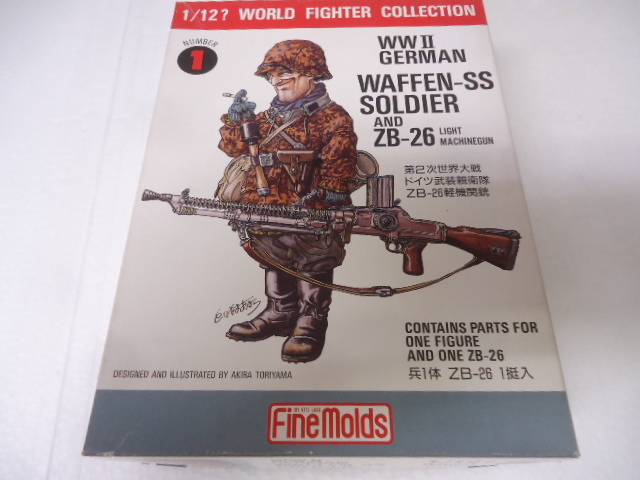 1/12? WORLD FIGHTER COLLECTION
NUMBER
1
WW II
GERMAN
WAFFEN-SS
SOLDIER
AND
ZB-26 LIGHT
MACHINEGUN
第2次世界大戦
ドイツ武装親衛隊
ZB-26軽機関銃
CONTAINS PARTS FOR
ONE FIGURE
AND ONE ZB-26
兵1体 ZB-26 1挺入
DESIGNED AND ILLUSTRATED BY AKIRA TORIYAMA
FineMolds